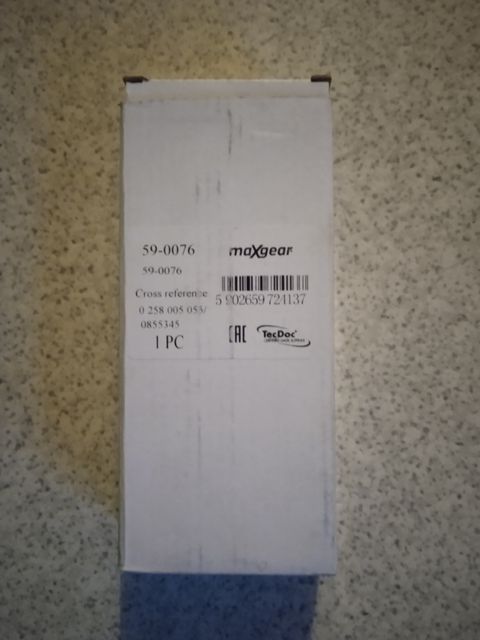 59-0076
maxgear
59-0076
Cross reference
5 902659 724137
0 258 005 053/
0855345
1 PC
EAC
TecDoc